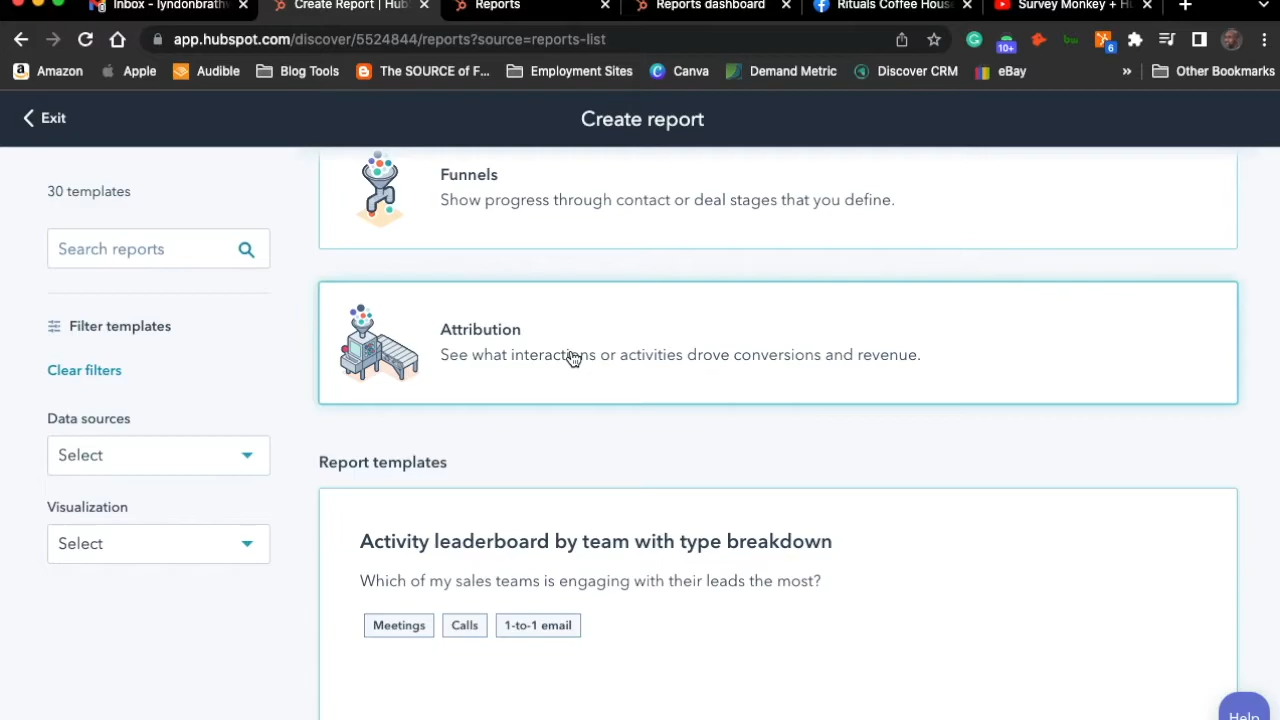 Inbox - lyndonbrathw
Create Report | Hub
Reports
Reports dashboard
Rituals Coffee Hous
Survey Monkey + H
app.hubspot.com/discover/5524844/reports?source=reports-list
10+
6
Amazon
Apple
Audible
Blog Tools
The SOURCE of F...
Employment Sites
Canva
Demand Metric
Discover CRM
eBay
»
Other Bookmarks
Exit
Create report
30 templates
Search reports
Filter templates
Clear filters
Data sources
Select
Visualization
Select
Funnels
Show progress through contact or deal stages that you define.
Attribution
See what interactions or activities drove conversions and revenue.
Report templates
Activity leaderboard by team with type breakdown
Which of my sales teams is engaging with their leads the most?
Meetings Calls 1-to-1 email
Help